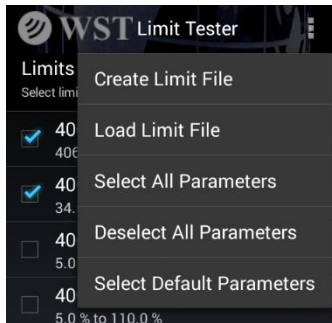 WST Limit Tester
Limits
Select limi
Create Limit File
40
406
Load Limit File
40
34.
Select All Parameters
40
5.0
Deselect All Parameters
40
5.0 % to 110.0 %
Select Default Parameters